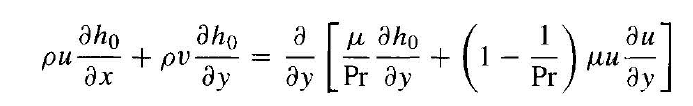 ρu ∂h₀/∂x + ρv ∂h₀/∂y = ∂/∂y [ μ/Pr ∂h₀/∂y + (1 − 1/Pr) μu ∂u/∂y ]